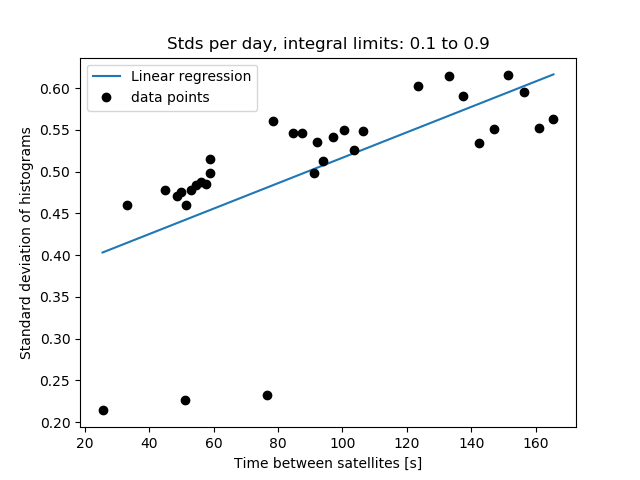 Stds per day, integral limits: 0.1 to 0.9
Linear regression
data points
0.60
0.55
0.50
0.45
0.40
0.35
0.30
0.25
0.20
Standard deviation of histograms
20 40 60 80 100 120 140 160
Time between satellites [s]